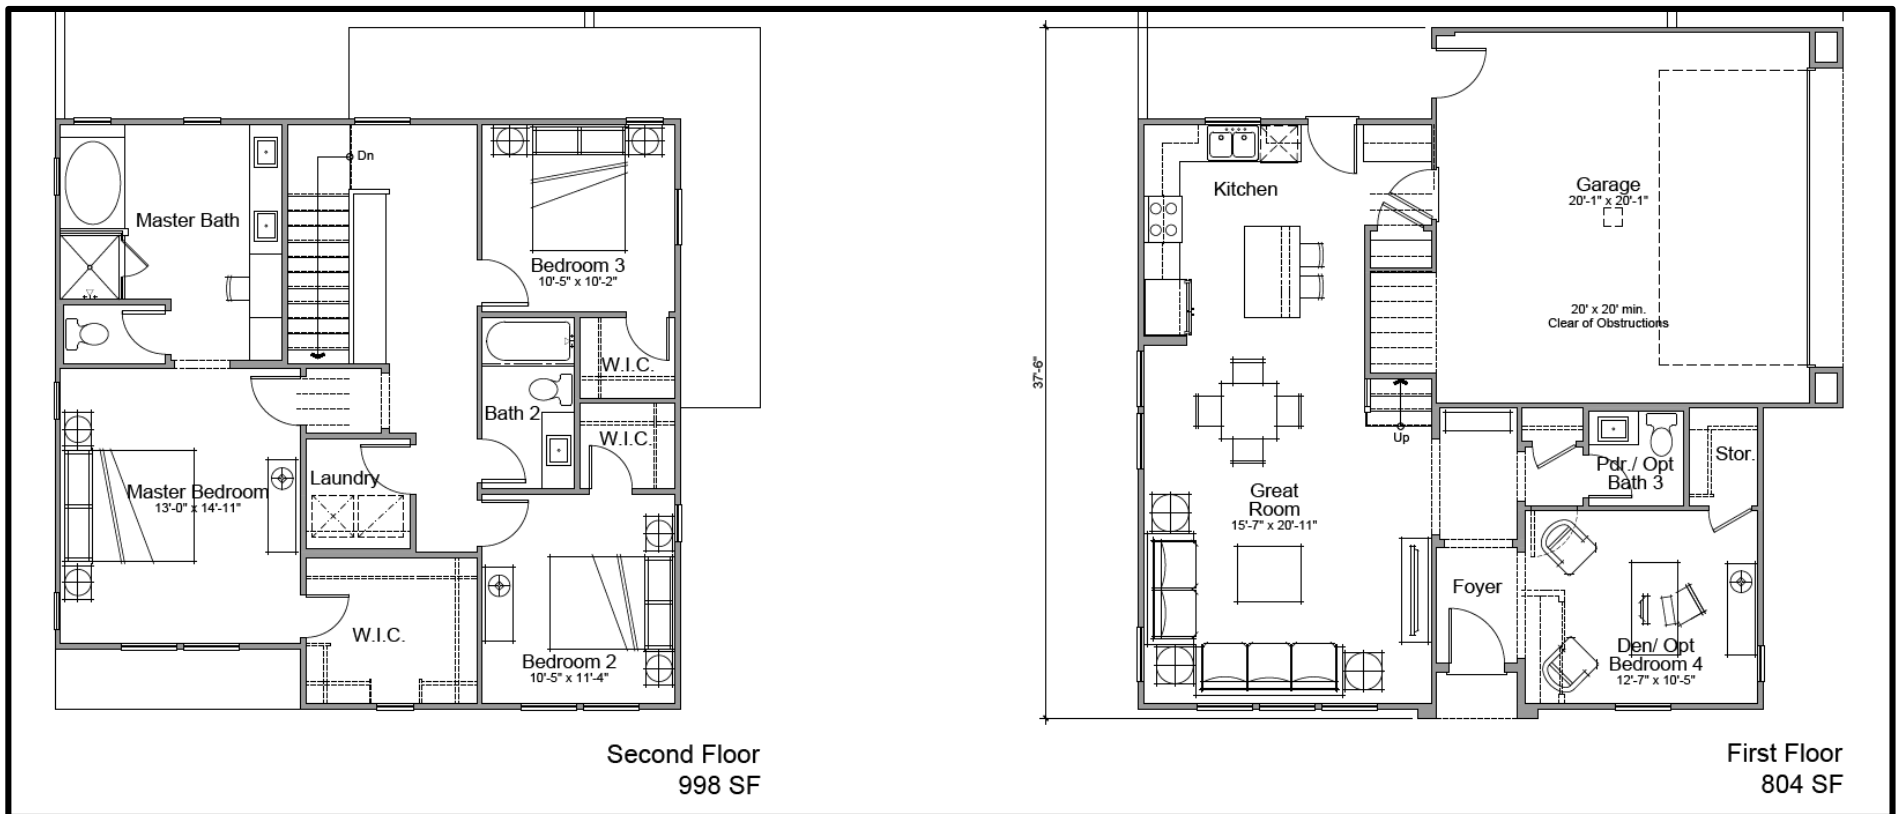 Dn
Master Bath
Bedroom 3
10'-5" x 10'-2"
W.I.C.
Bath 2
W.I.C.
Laundry
Master Bedroom
13'-0" x 14'-11"
W.I.C.
Bedroom 2
10'-5" x 11'-4"
Second Floor
998 SF
37'-6"
Kitchen
Garage
20'-1" x 20'-1"
20' x 20' min.
Clear of Obstructions
Up
Great
Room
15'-7" x 20'-11"
Pdr./ Opt
Bath 3
Stor.
Foyer
Den/ Opt
Bedroom 4
12'-7" x 10'-5"
First Floor
804 SF